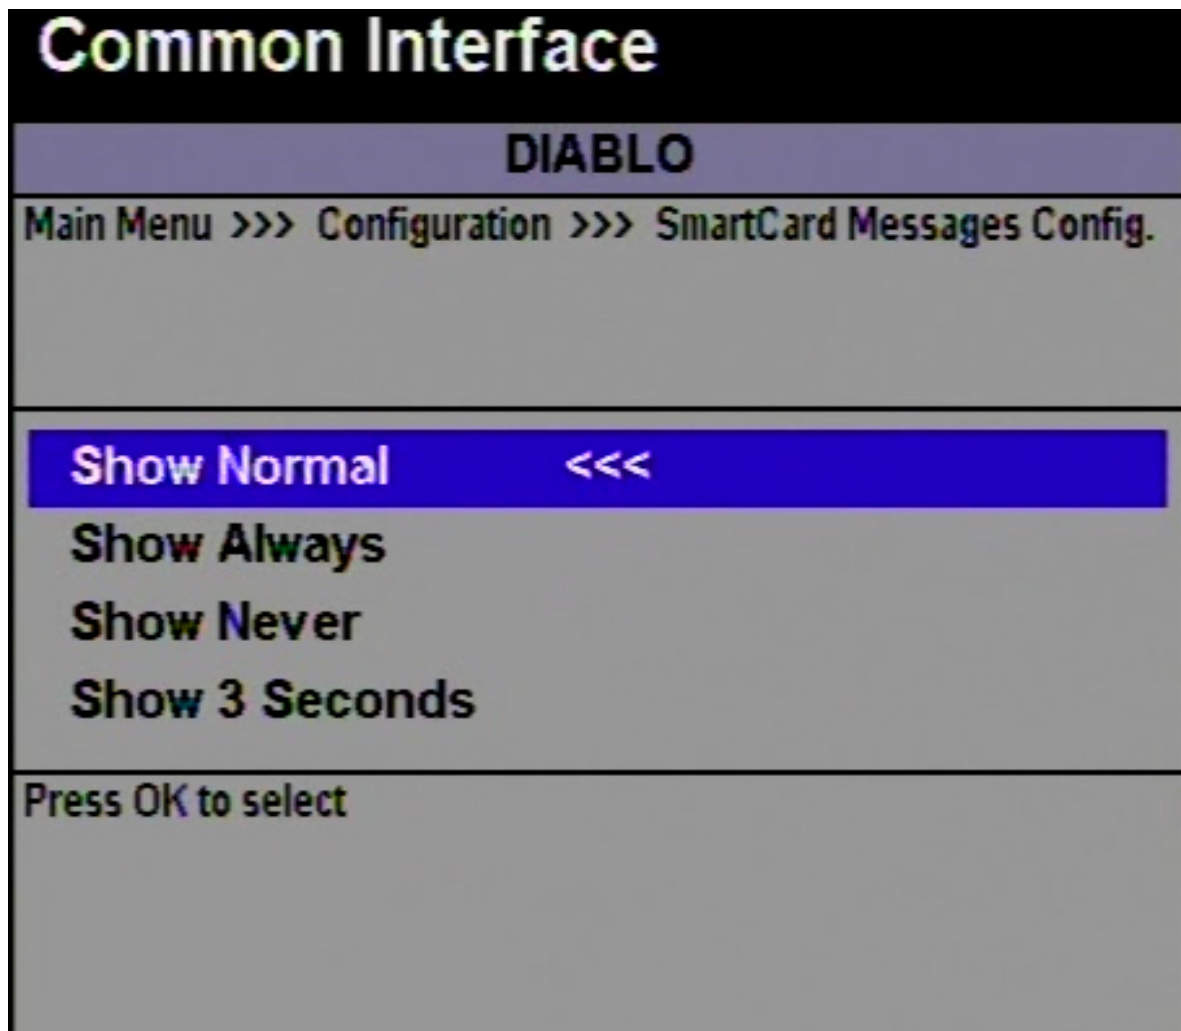 Common Interface
DIABLO
Main Menu >>> Configuration >>> SmartCard Messages Config.
Show Normal <<<
Show Always
Show Never
Show 3 Seconds
Press OK to select